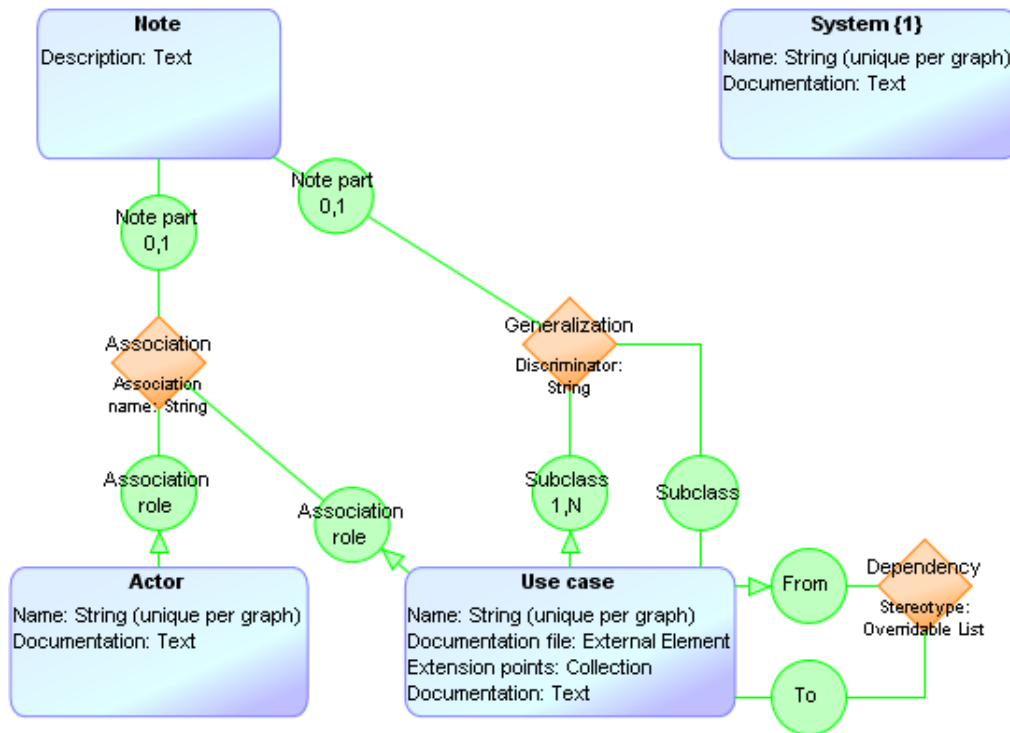 Note
Description: Text
System {1}
Name: String (unique per graph)
Documentation: Text
Note part
0,1
Note part
0,1
Association
Association
name: String
Generalization
Discriminator:
String
Association
role
Association
role
Subclass
1,N
Subclass
Actor
Name: String (unique per graph)
Documentation: Text
Use case
Name: String (unique per graph)
Documentation file: External Element
Extension points: Collection
Documentation: Text
From
Dependency
Stereotype:
Overridable List
To